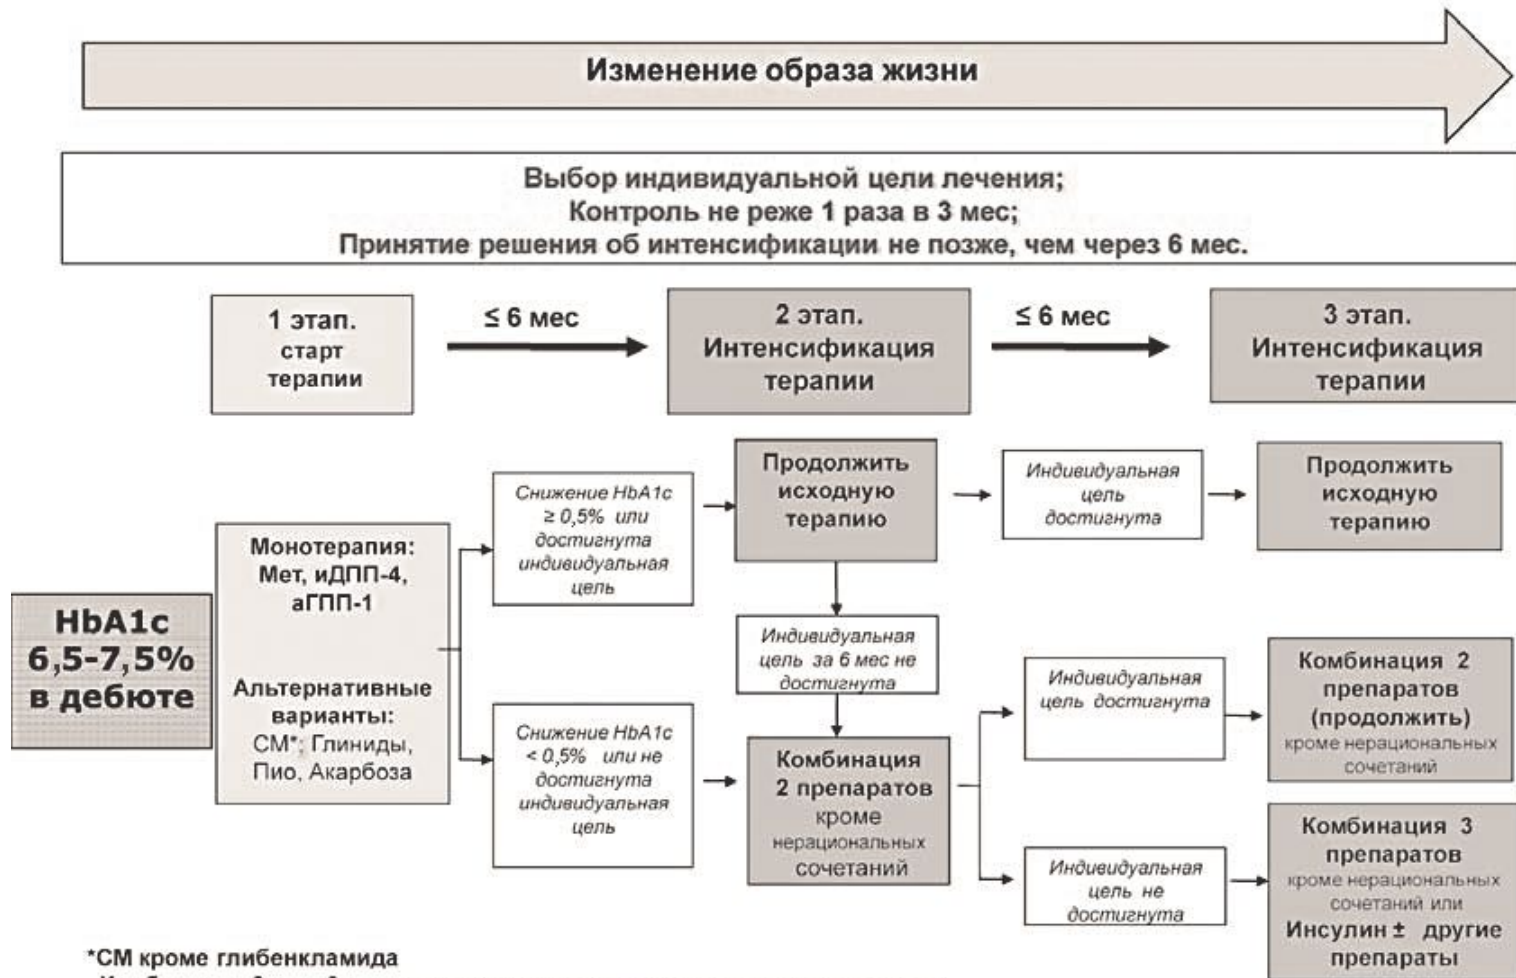 Изменение образа жизни
Выбор индивидуальной цели лечения;
Контроль не реже 1 раза в 3 мес;
Принятие решения об интенсификации не позже, чем через 6 мес.
1 этап.
старт
терапии
≤ 6 мес
2 этап.
Интенсификация
терапии
≤ 6 мес
3 этап.
Интенсификация
терапии
HbA1c
6,5-7,5%
в дебюте
Монотерапия:
Мет, иДПП-4,
аГПП-1
Альтернативные
варианты:
СМ*; Глиниды,
Пио, Акарбоза
Снижение HbA1c
≥ 0,5% или
достигнута
индивидуальная
цель
Продолжить
исходную
терапию
Индивидуальная
цель
достигнута
Продолжить
исходную
терапию
Индивидуальная
цель за 6 мес не
достигнута
Снижение HbA1c
< 0,5% или не
достигнута
индивидуальная
цель
Комбинация
2 препаратов
кроме
нерациональных
сочетаний
Индивидуальная
цель достигнута
Комбинация 2
препаратов
(продолжить)
кроме нерациональных
сочетаний
Индивидуальная
цель не
достигнута
Комбинация 3
препаратов
кроме нерациональных
сочетаний или
Инсулин ± другие
препараты
*СМ кроме глибенкламида